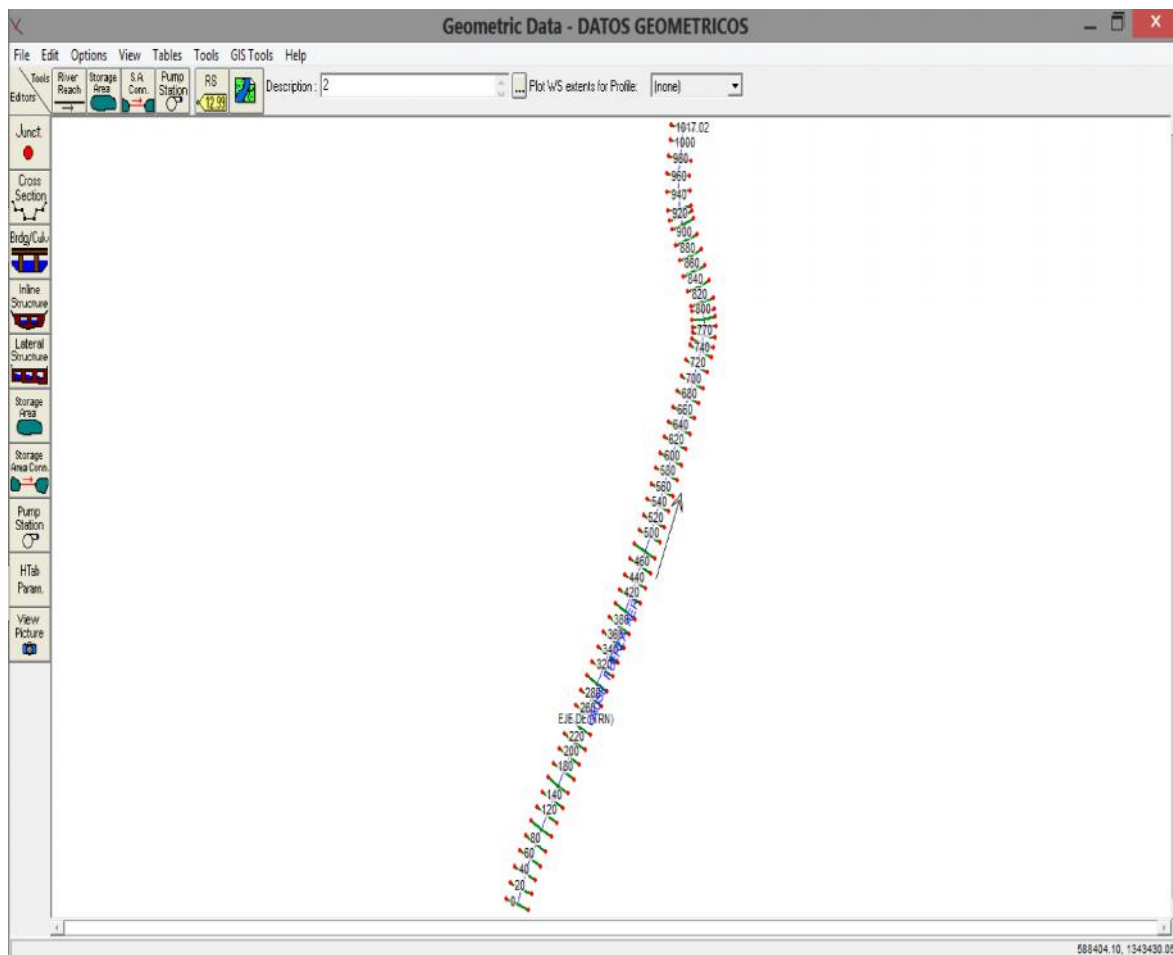 Geometric Data - DATOS GEOMETRICOS
X
File Edit Options View Tables Tools GIS Tools Help
Tools
Editors
River
Reach
Storage
Area
S.A
Conn.
Pump
Station
RS
12.99
Description : 2
...
Plot WS extents for Profile: (none)
Junct.
Cross
Section
Brdg/Culv
Inline
Structure
Lateral
Structure
Storage
Area
Storage
Area Conn.
Pump
Station
HTab
Param.
View
Picture
1017.02
1000
980
960
940
920
900
880
860
840
820
800
770
740
720
700
680
660
640
620
600
580
560
540
520
500
460
440
420
380
360
340
320
280
260
220
200
180
140
120
80
60
40
20
0
588404.10, 1343430.05